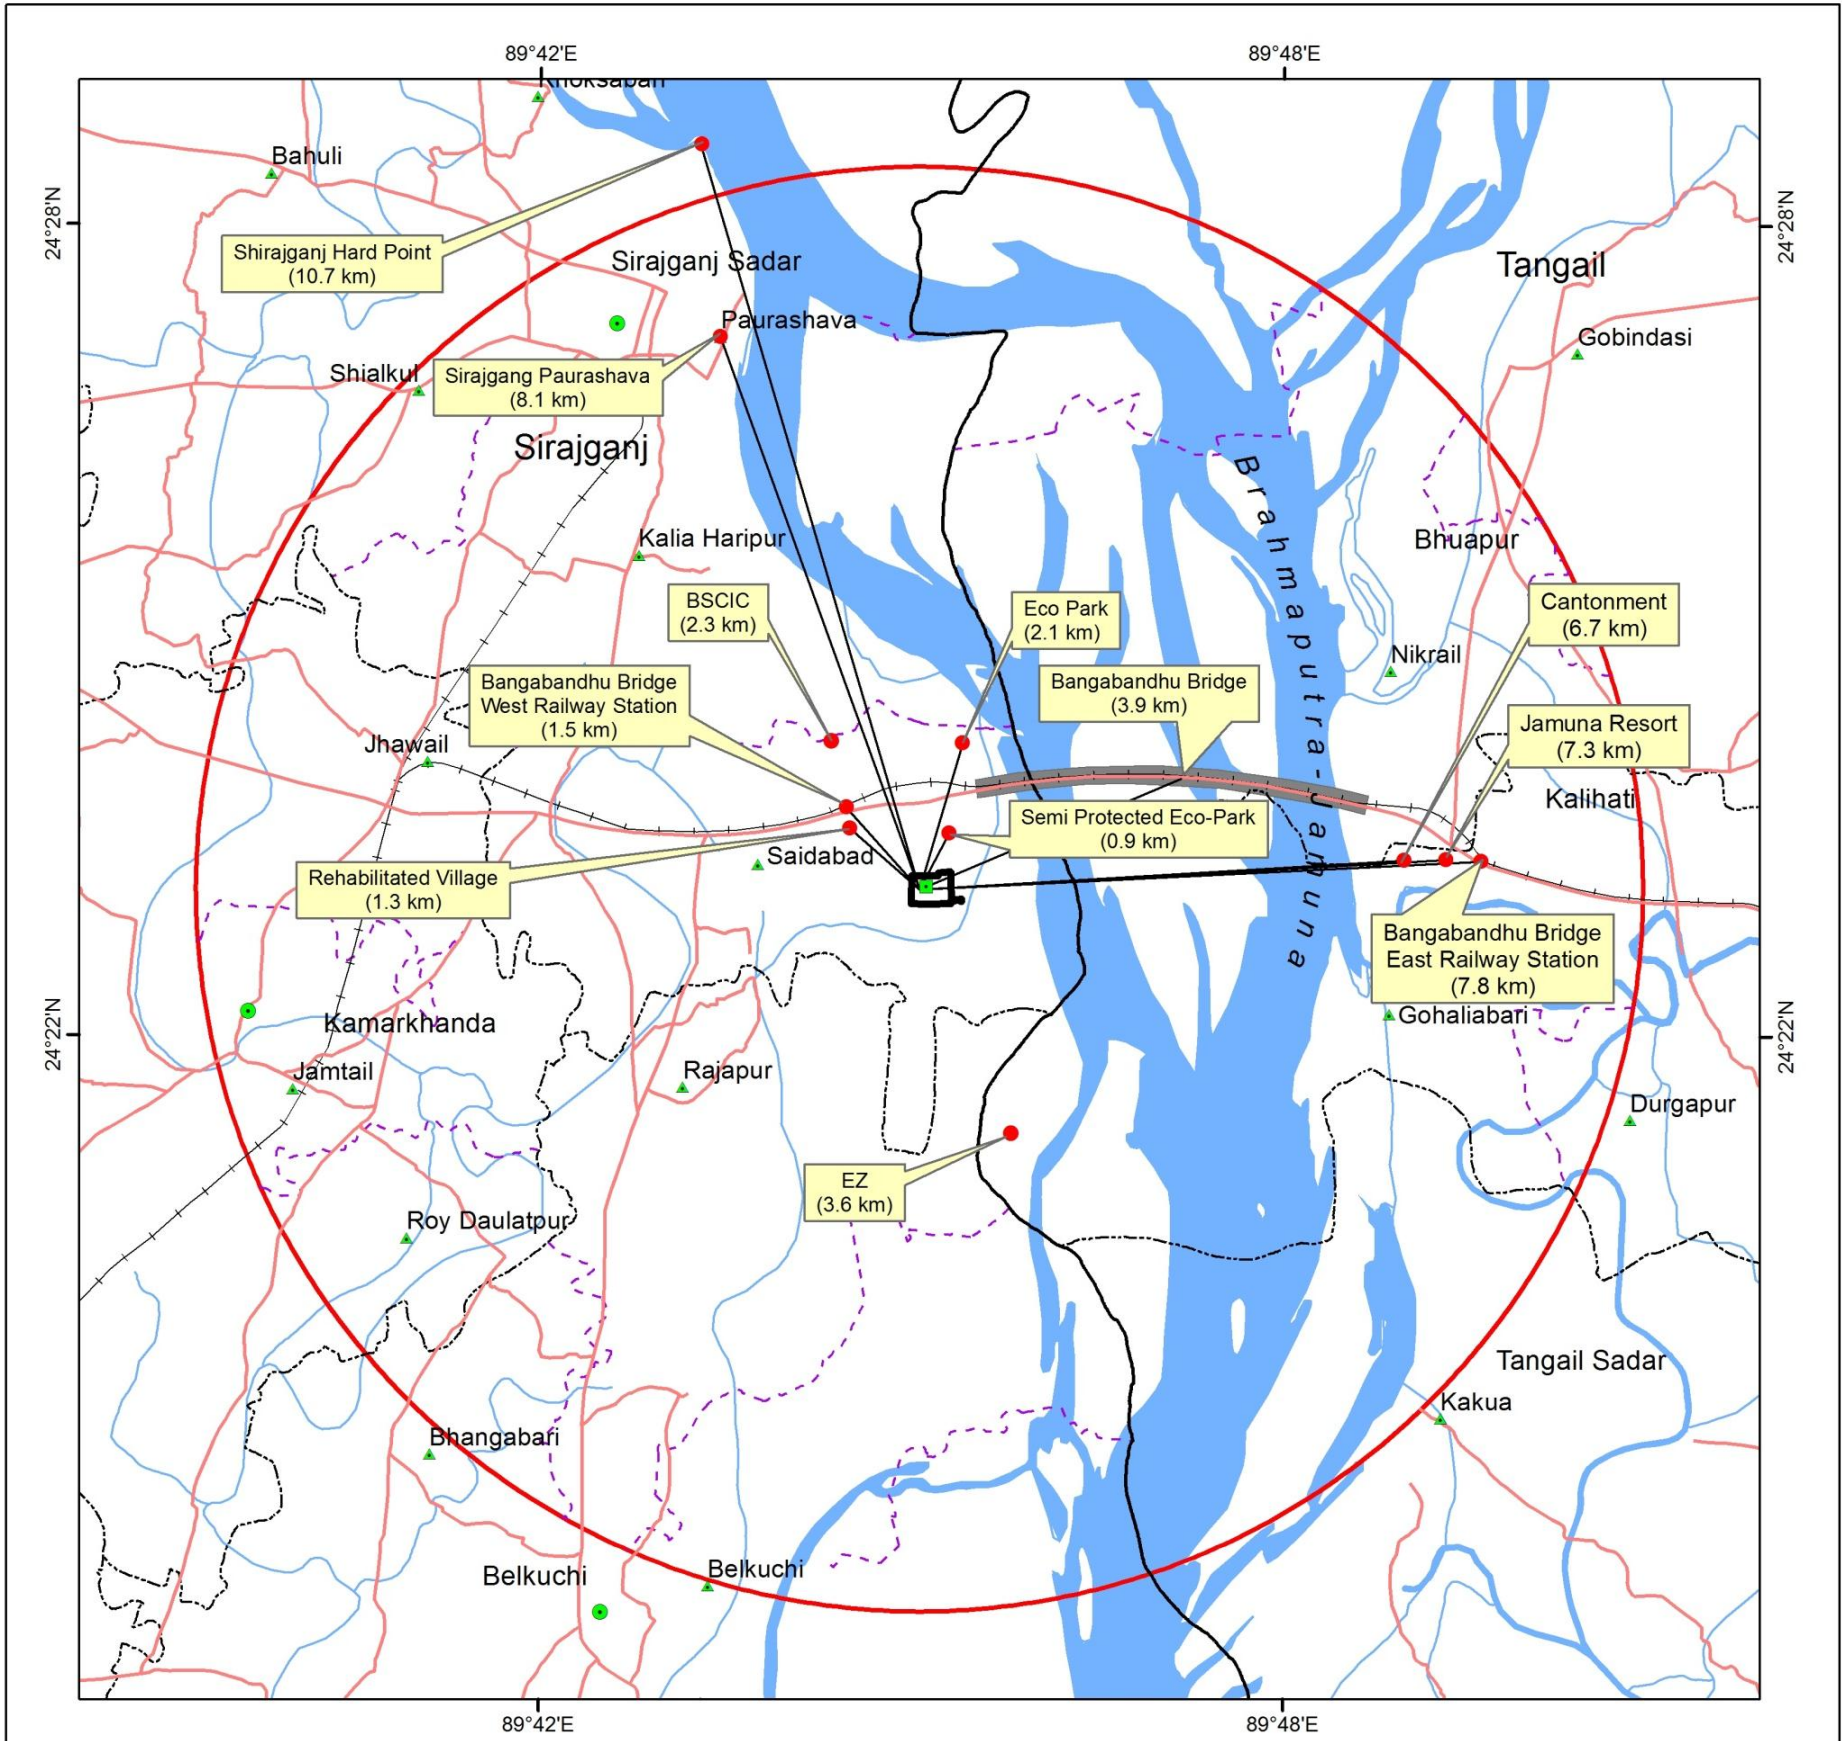 89°42'E
89°48'E
Khoksabari
Bahuli
24°28'N
24°28'N
Shirajganj Hard Point
(10.7 km)
Sirajganj Sadar
Tangail
Paurashava
Gobindasi
Shialkul
Sirajgang Paurashava
(8.1 km)
Sirajganj
Brahmaputra-Jamuna
Kalia Haripur
Bhuapur
BSCIC
(2.3 km)
Eco Park
(2.1 km)
Cantonment
(6.7 km)
Nikrail
Bangabandhu Bridge
West Railway Station
(1.5 km)
Bangabandhu Bridge
(3.9 km)
Jamuna Resort
(7.3 km)
Jhawail
Kalihati
Semi Protected Eco-Park
(0.9 km)
Saidabad
Rehabilitated Village
(1.3 km)
Bangabandhu Bridge
East Railway Station
(7.8 km)
Gohaliabari
Kamarkhanda
24°22'N
24°22'N
Jamtail
Rajapur
Durgapur
EZ
(3.6 km)
Roy Daulatpur
Tangail Sadar
Kakua
Bhangabari
Belkuchi
Belkuchi
89°42'E
89°48'E